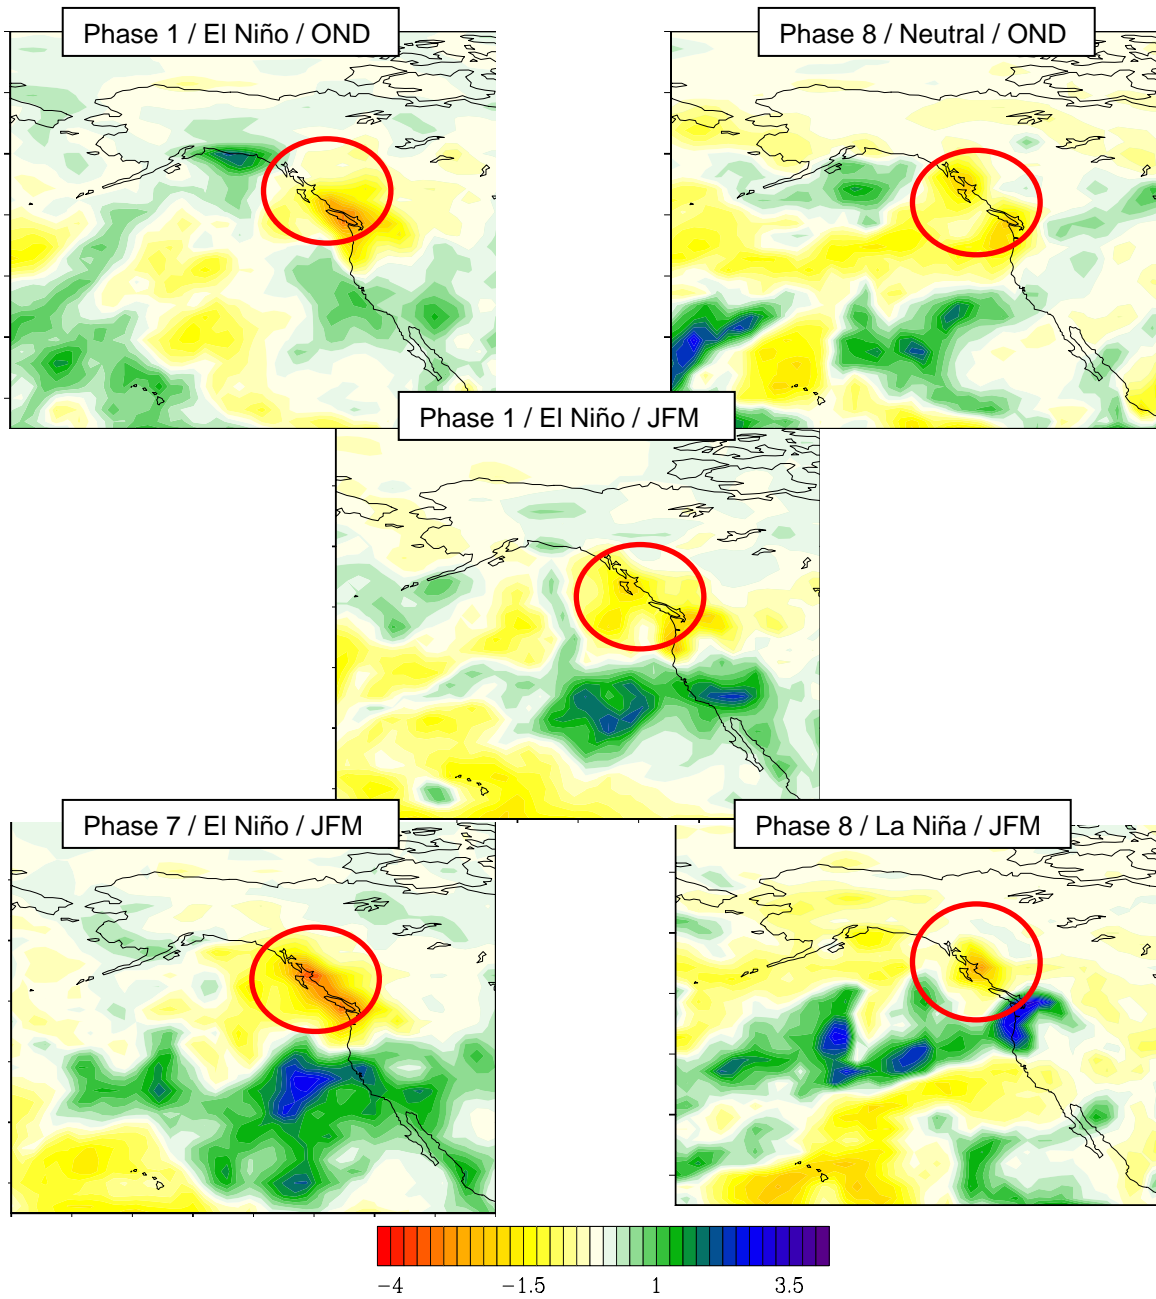 Phase 1 / El Niño / OND
Phase 8 / Neutral / OND
Phase 1 / El Niño / JFM
Phase 7 / El Niño / JFM
Phase 8 / La Niña / JFM
−4 −1.5 1 3.5